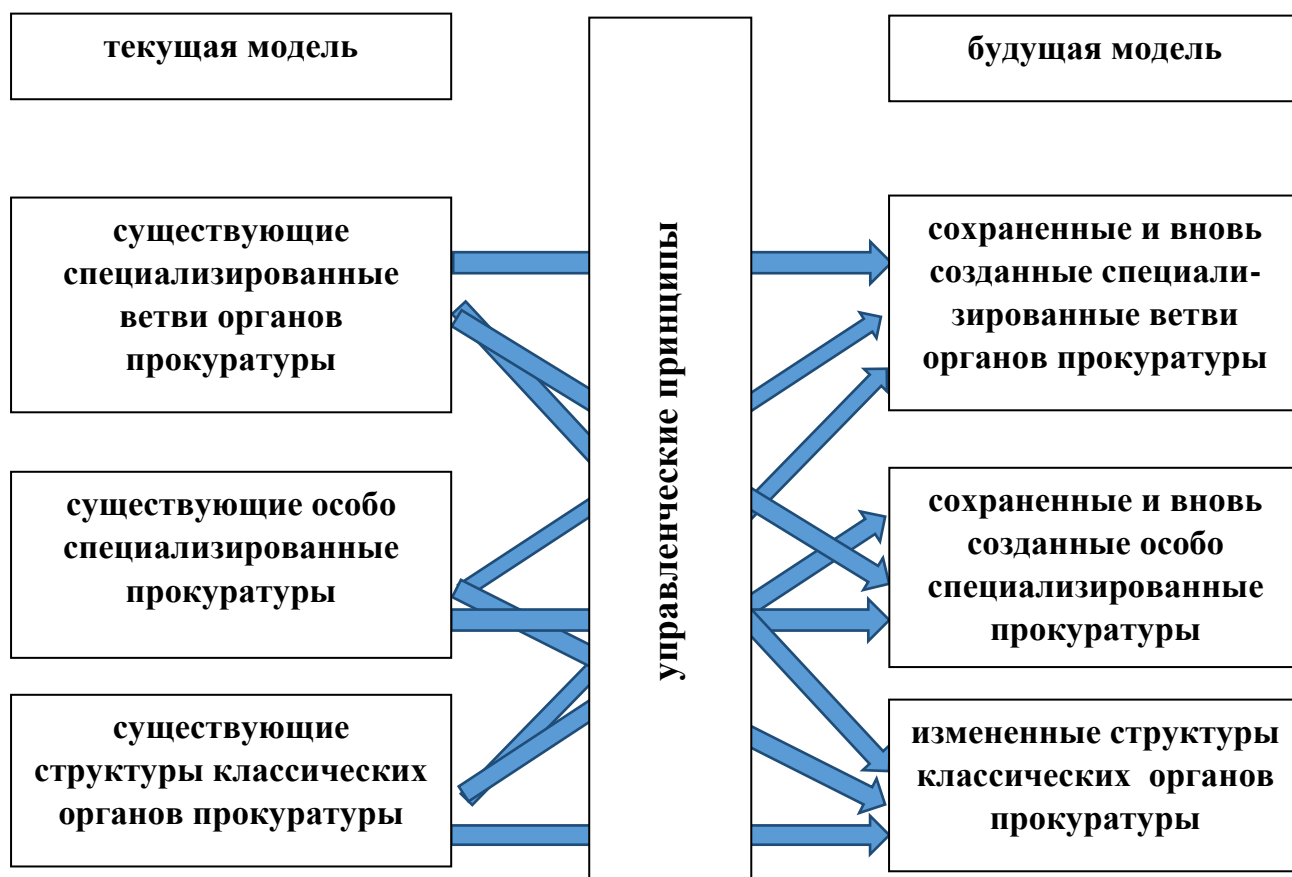 текущая модель
существующие
специализированные
ветви органов
прокуратуры
существующие особо
специализированные
прокуратуры
существующие
структуры классических
органов прокуратуры
управленческие принципы
будущая модель
сохраненные и вновь
созданные специали-
зированные ветви
органов прокуратуры
сохраненные и вновь
созданные особо
специализированные
прокуратуры
измененные структуры
классических органов
прокуратуры